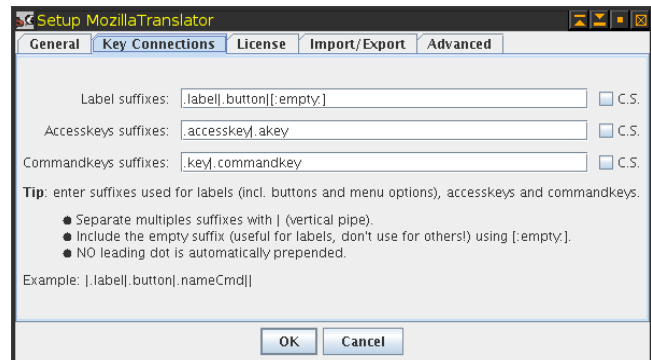 Setup MozillaTranslator
General Key Connections License Import/Export Advanced
Label suffixes: .label|.button|[:empty:] C.S.
Accesskeys suffixes: .accesskey|.akey C.S.
Commandkeys suffixes: .key|.commandkey C.S.
Tip: enter suffixes used for labels (incl. buttons and menu options), accesskeys and commandkeys.
Separate multiples suffixes with | (vertical pipe).
Include the empty suffix (useful for labels, don't use for others!) using [:empty:].
NO leading dot is automatically prepended.
Example: |.label|.button|.nameCmd||
OK Cancel